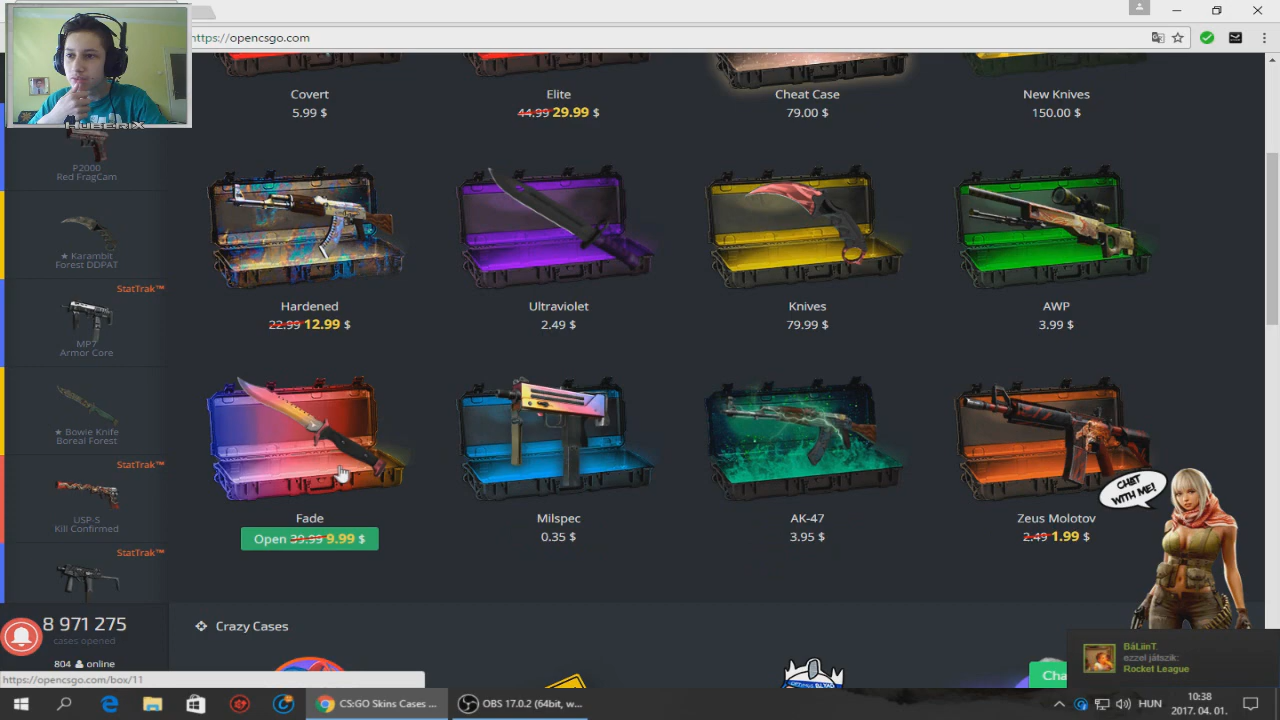 https://opencsgo.com
HUBERIX
Covert
5.99 $
Elite
44.99 29.99 $
Cheat Case
79.00 $
New Knives
150.00 $
P2000
Red FragCam
★ Karambit
Forest DDPAT
StatTrak™
MP7
Armor Core
★ Bowie Knife
Boreal Forest
StatTrak™
USP-S
Kill Confirmed
StatTrak™
Hardened
22.99 12.99 $
Ultraviolet
2.49 $
Knives
79.99 $
AWP
3.99 $
Fade
Open 39.99 9.99 $
Milspec
0.35 $
AK-47
3.95 $
Zeus Molotov
2.49 1.99 $
CHAT
WITH ME!
8 971 275
cases opened
804 online
Crazy Cases
Cha
BáLiinT.
ezzel játszik:
Rocket League
https://opencsgo.com/box/11
CS:GO Skins Cases ...
OBS 17.0.2 (64bit, w...
HUN
10:38
2017. 04. 01.